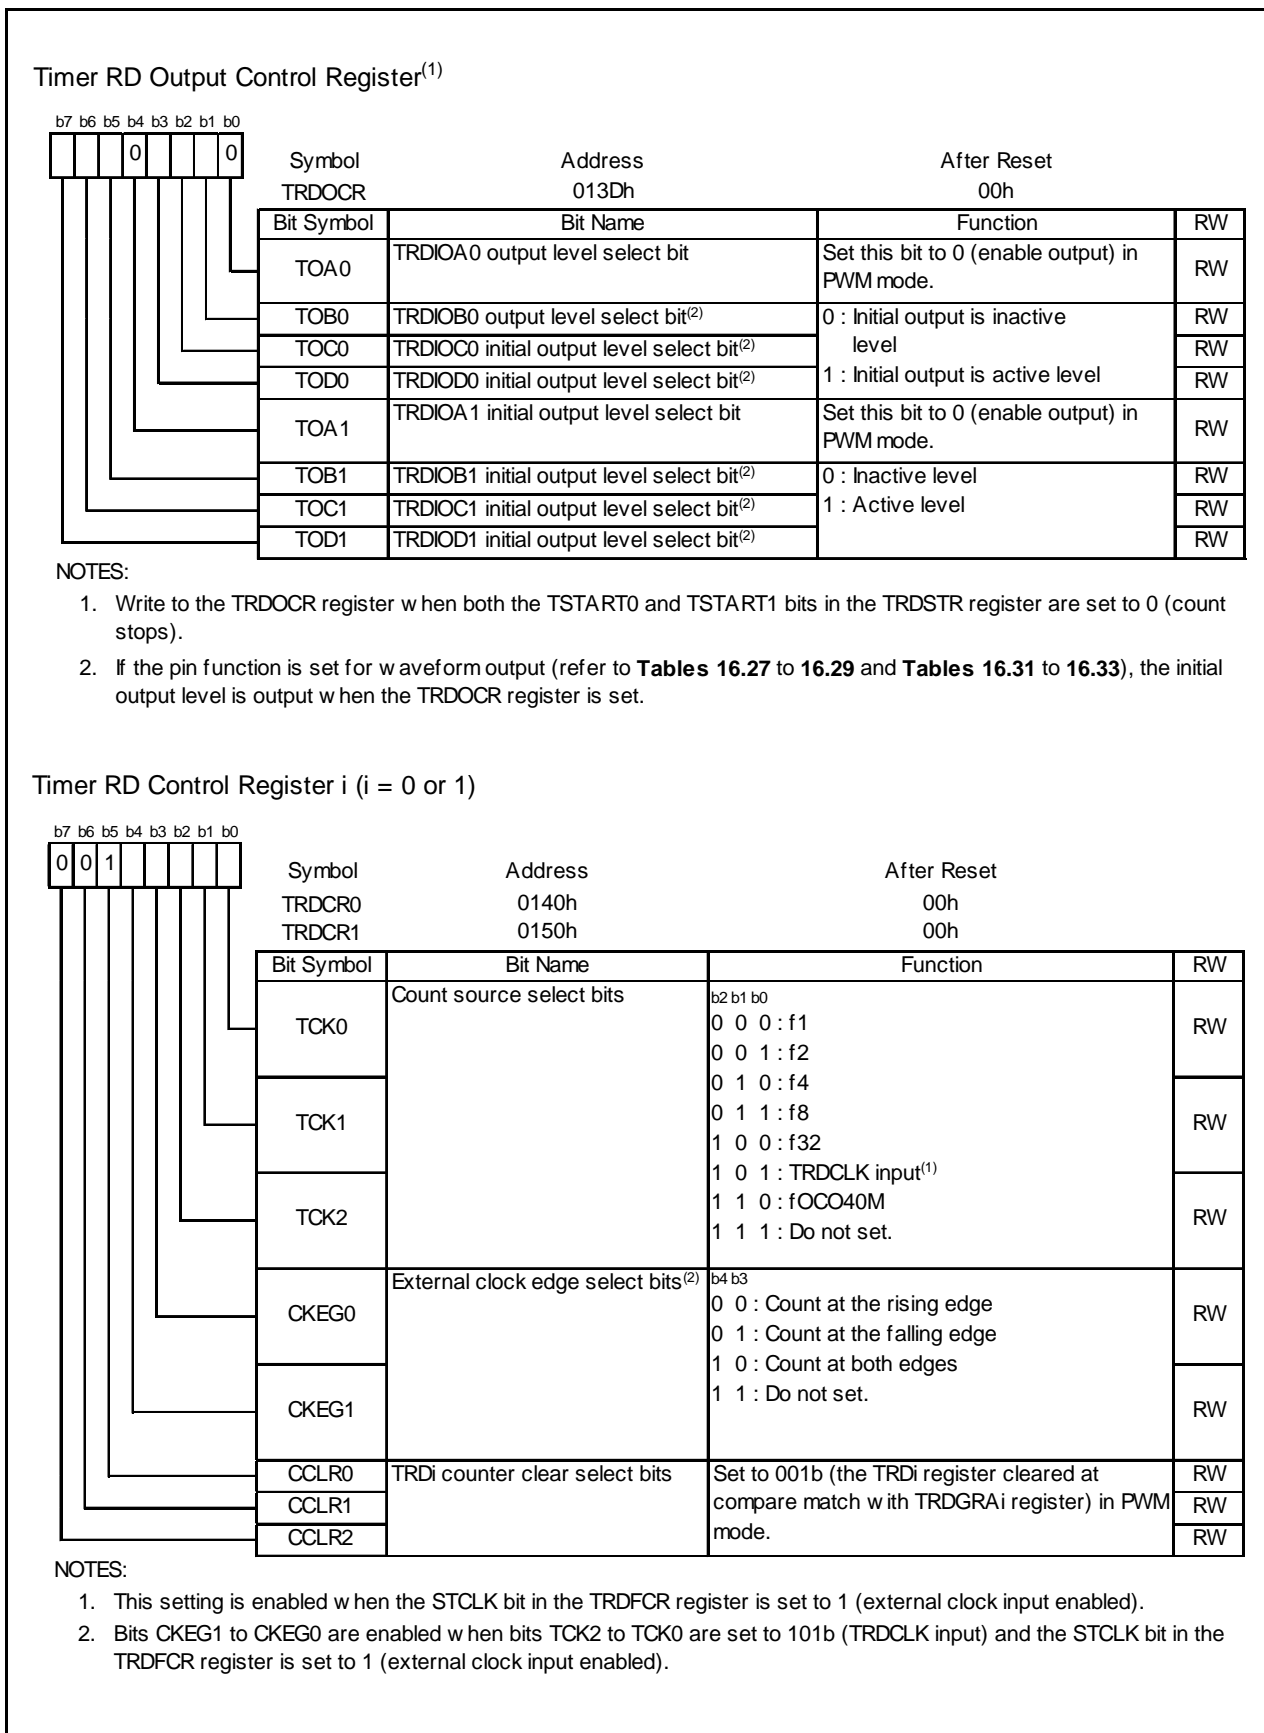 Timer RD Output Control Register(1)
b7 b6 b5 b4 b3 b2 b1 b0
0 0
Symbol Address After Reset
TRDOCR 013Dh 00h
Bit Symbol Bit Name Function RW
TOA0 TRDIOA0 output level select bit Set this bit to 0 (enable output) in PWM mode. RW
TOB0 TRDIOB0 output level select bit(2) 0 : Initial output is inactive RW
TOC0 TRDIOC0 initial output level select bit(2) level RW
TOD0 TRDIOD0 initial output level select bit(2) 1 : Initial output is active level RW
TOA1 TRDIOA1 initial output level select bit Set this bit to 0 (enable output) in PWM mode. RW
TOB1 TRDIOB1 initial output level select bit(2) 0 : Inactive level RW
TOC1 TRDIOC1 initial output level select bit(2) 1 : Active level RW
TOD1 TRDIOD1 initial output level select bit(2) RW
NOTES:
1. Write to the TRDOCR register when both the TSTART0 and TSTART1 bits in the TRDSTR register are set to 0 (count
stops).
2. If the pin function is set for waveform output (refer to Tables 16.27 to 16.29 and Tables 16.31 to 16.33), the initial
output level is output when the TRDOCR register is set.
Timer RD Control Register i (i = 0 or 1)
b7 b6 b5 b4 b3 b2 b1 b0
0 0 1
Symbol Address After Reset
TRDCR0 0140h 00h
TRDCR1 0150h 00h
Bit Symbol Bit Name Function RW
TCK0 Count source select bits b2 b1 b0 RW
0 0 0 : f1
0 0 1 : f2
0 1 0 : f4
TCK1 0 1 1 : f8 RW
1 0 0 : f32
1 0 1 : TRDCLK input(1)
TCK2 1 1 0 : fOCO40M RW
1 1 1 : Do not set.
External clock edge select bits(2) b4 b3
CKEG0 0 0 : Count at the rising edge RW
0 1 : Count at the falling edge
1 0 : Count at both edges
CKEG1 1 1 : Do not set. RW
CCLR0 TRDi counter clear select bits Set to 001b (the TRDi register cleared at RW
CCLR1 compare match with TRDGRAi register) in PWM RW
CCLR2 mode. RW
NOTES:
1. This setting is enabled when the STCLK bit in the TRDFCR register is set to 1 (external clock input enabled).
2. Bits CKEG1 to CKEG0 are enabled when bits TCK2 to TCK0 are set to 101b (TRDCLK input) and the STCLK bit in the
TRDFCR register is set to 1 (external clock input enabled).